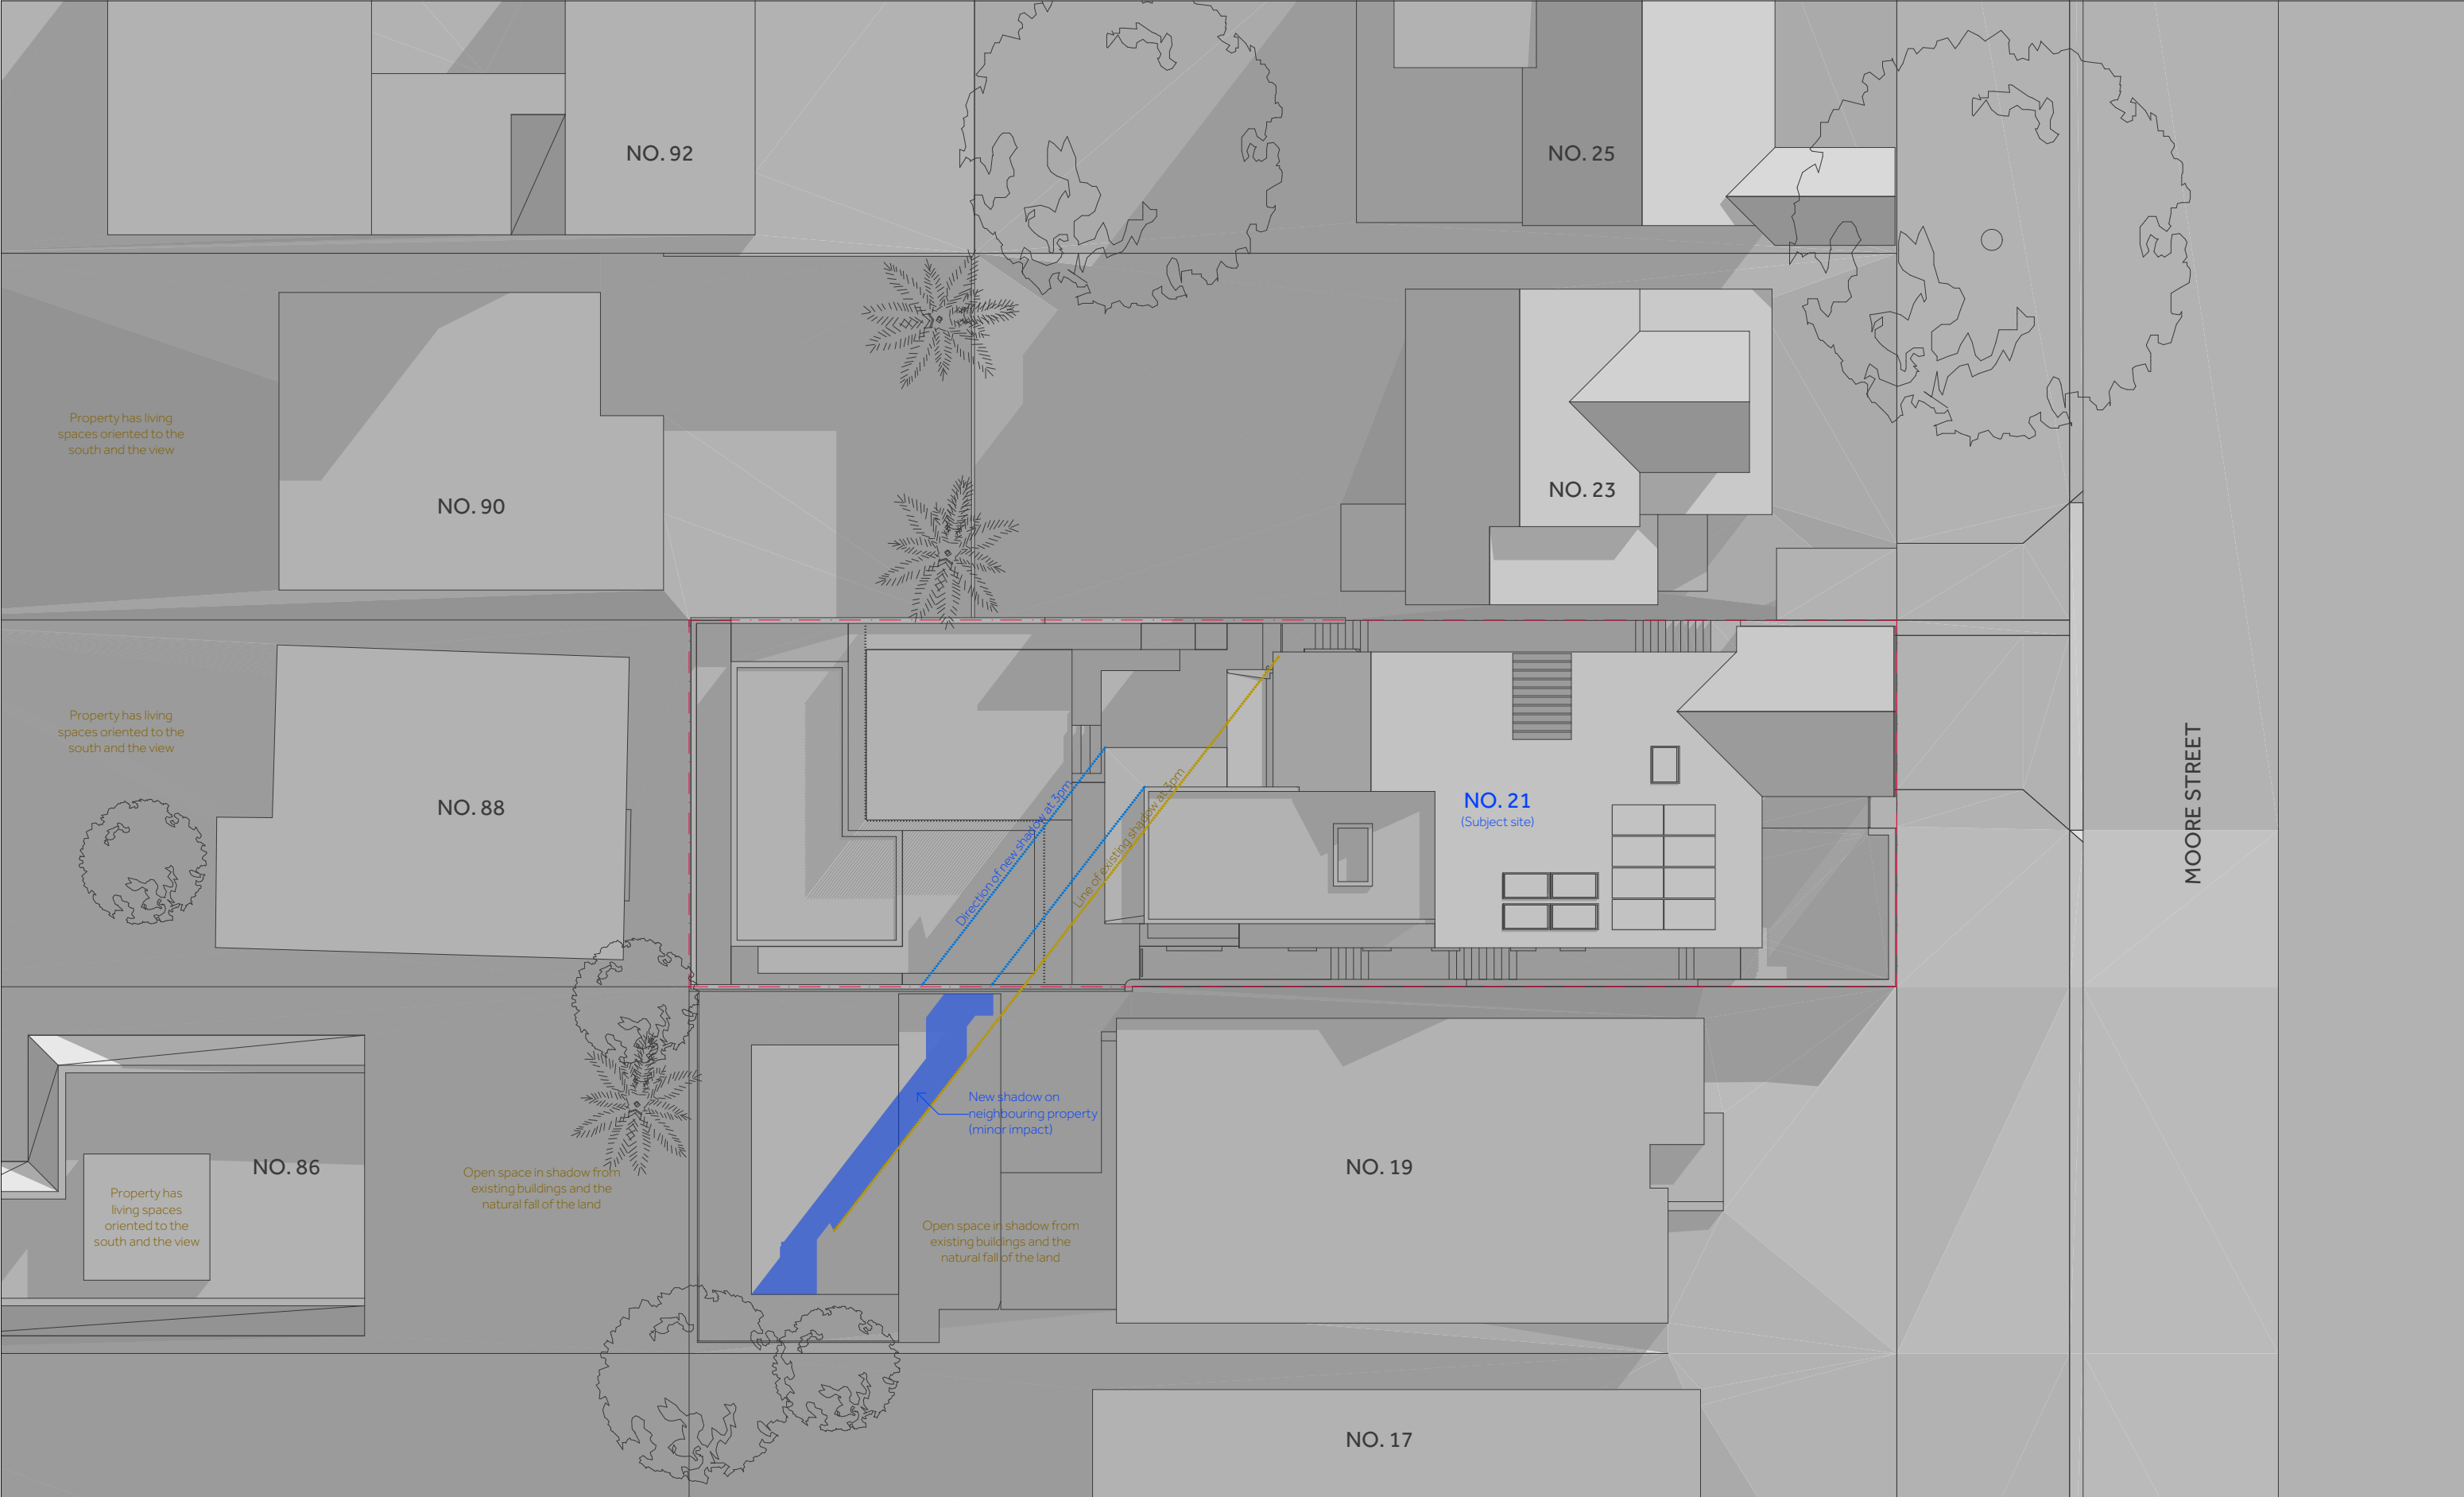 NO. 92
NO. 25
Property has living
spaces oriented to the
south and the view
NO. 90
NO. 23
Property has living
spaces oriented to the
south and the view
NO. 88
Direction of new shadow at 3pm
Line of existing shadow at 3pm
NO. 21
(Subject site)
MOORE STREET
New shadow on
neighbouring property
(minor impact)
NO. 86
Property has
living spaces
oriented to the
south and the view
Open space in shadow from
existing buildings and the
natural fall of the land
Open space in shadow from
existing buildings and the
natural fall of the land
NO. 19
NO. 17